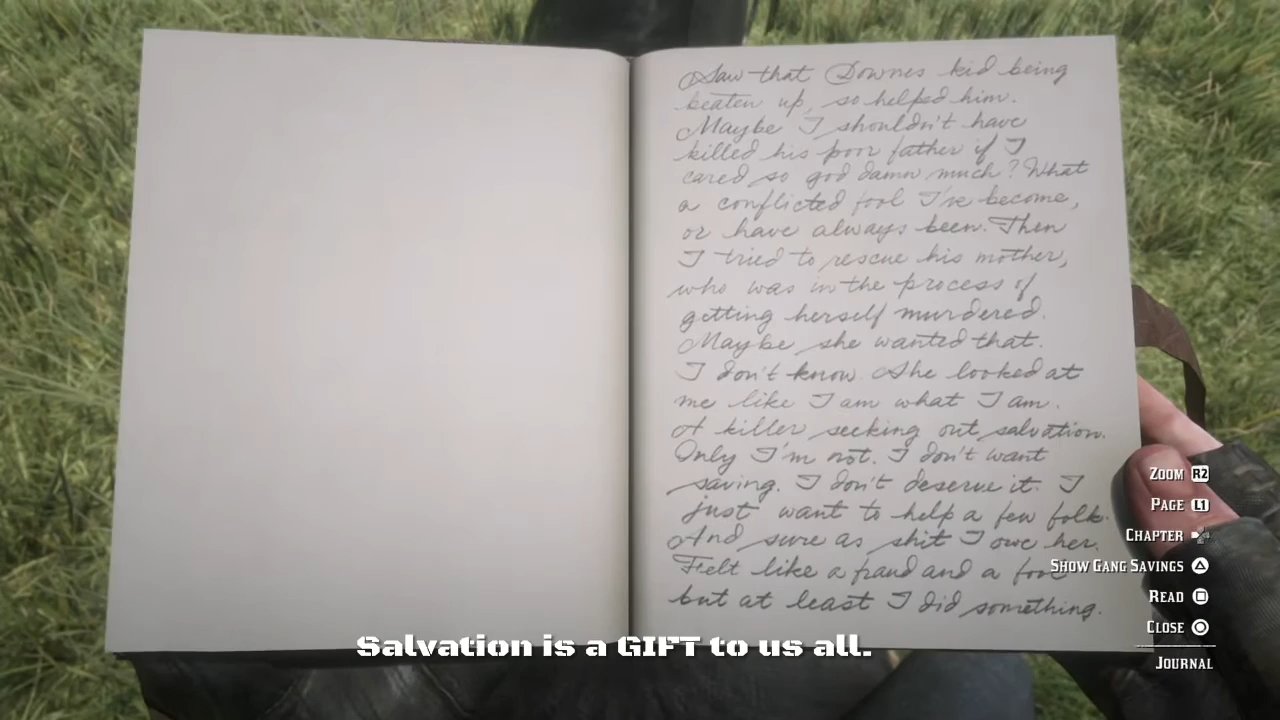 Saw that Downes kid being
beaten up, so helped him.
Maybe I shouldn't have
killed his poor father if I
cared so god damn much? What
a conflicted fool I've become,
or have always been. Then
I tried to rescue his mother,
who was in the process of
getting herself murdered.
Maybe she wanted that.
I don't know. She looked at
me like I am what I am.
A killer seeking out salvation.
Only I'm not. I don't want
saving. I don't deserve it. I
just want to help a few folk.
And sure as shit I owe her.
Felt like a fraud and a fool
but at least I did something.
Zoom R2
Page L1
Chapter
Show Gang Savings
Read
Close
Journal
Salvation is a GIFT to us all.